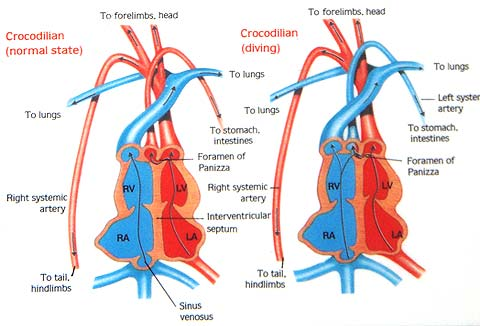 Crocodilian
(normal state)
To forelimbs, head
To lungs
To lungs
To stomach,
intestines
Foramen of
Panizza
RV
LV
Right systemic
artery
Interventricular
septum
RA
LA
To tail,
hindlimbs
Sinus
venosus
Crocodilian
(diving)
To forelimbs, head
To lungs
Left
artery
To lungs
To stomach,
intestines
Foramen of
Panizza
RV
LV
Right systemic
artery
RA
LA
To tail,
hindlimbs